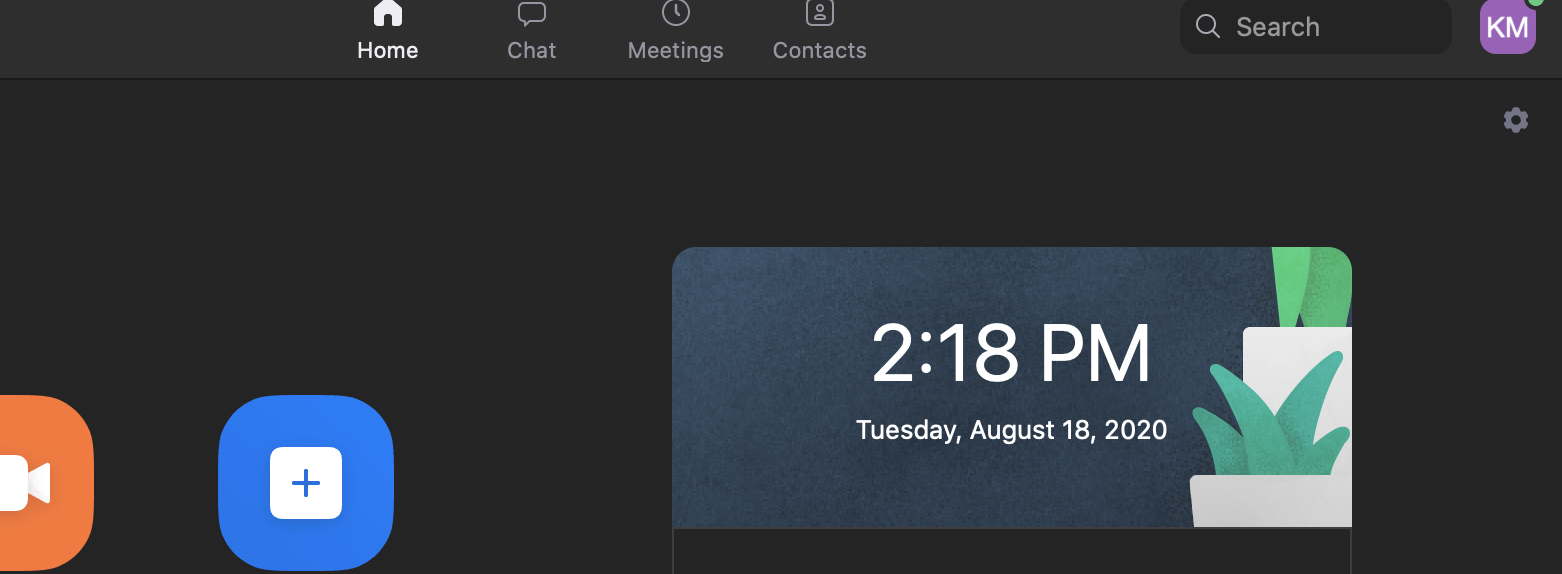 Home Chat Meetings Contacts
Search
KM
2:18 PM
Tuesday, August 18, 2020